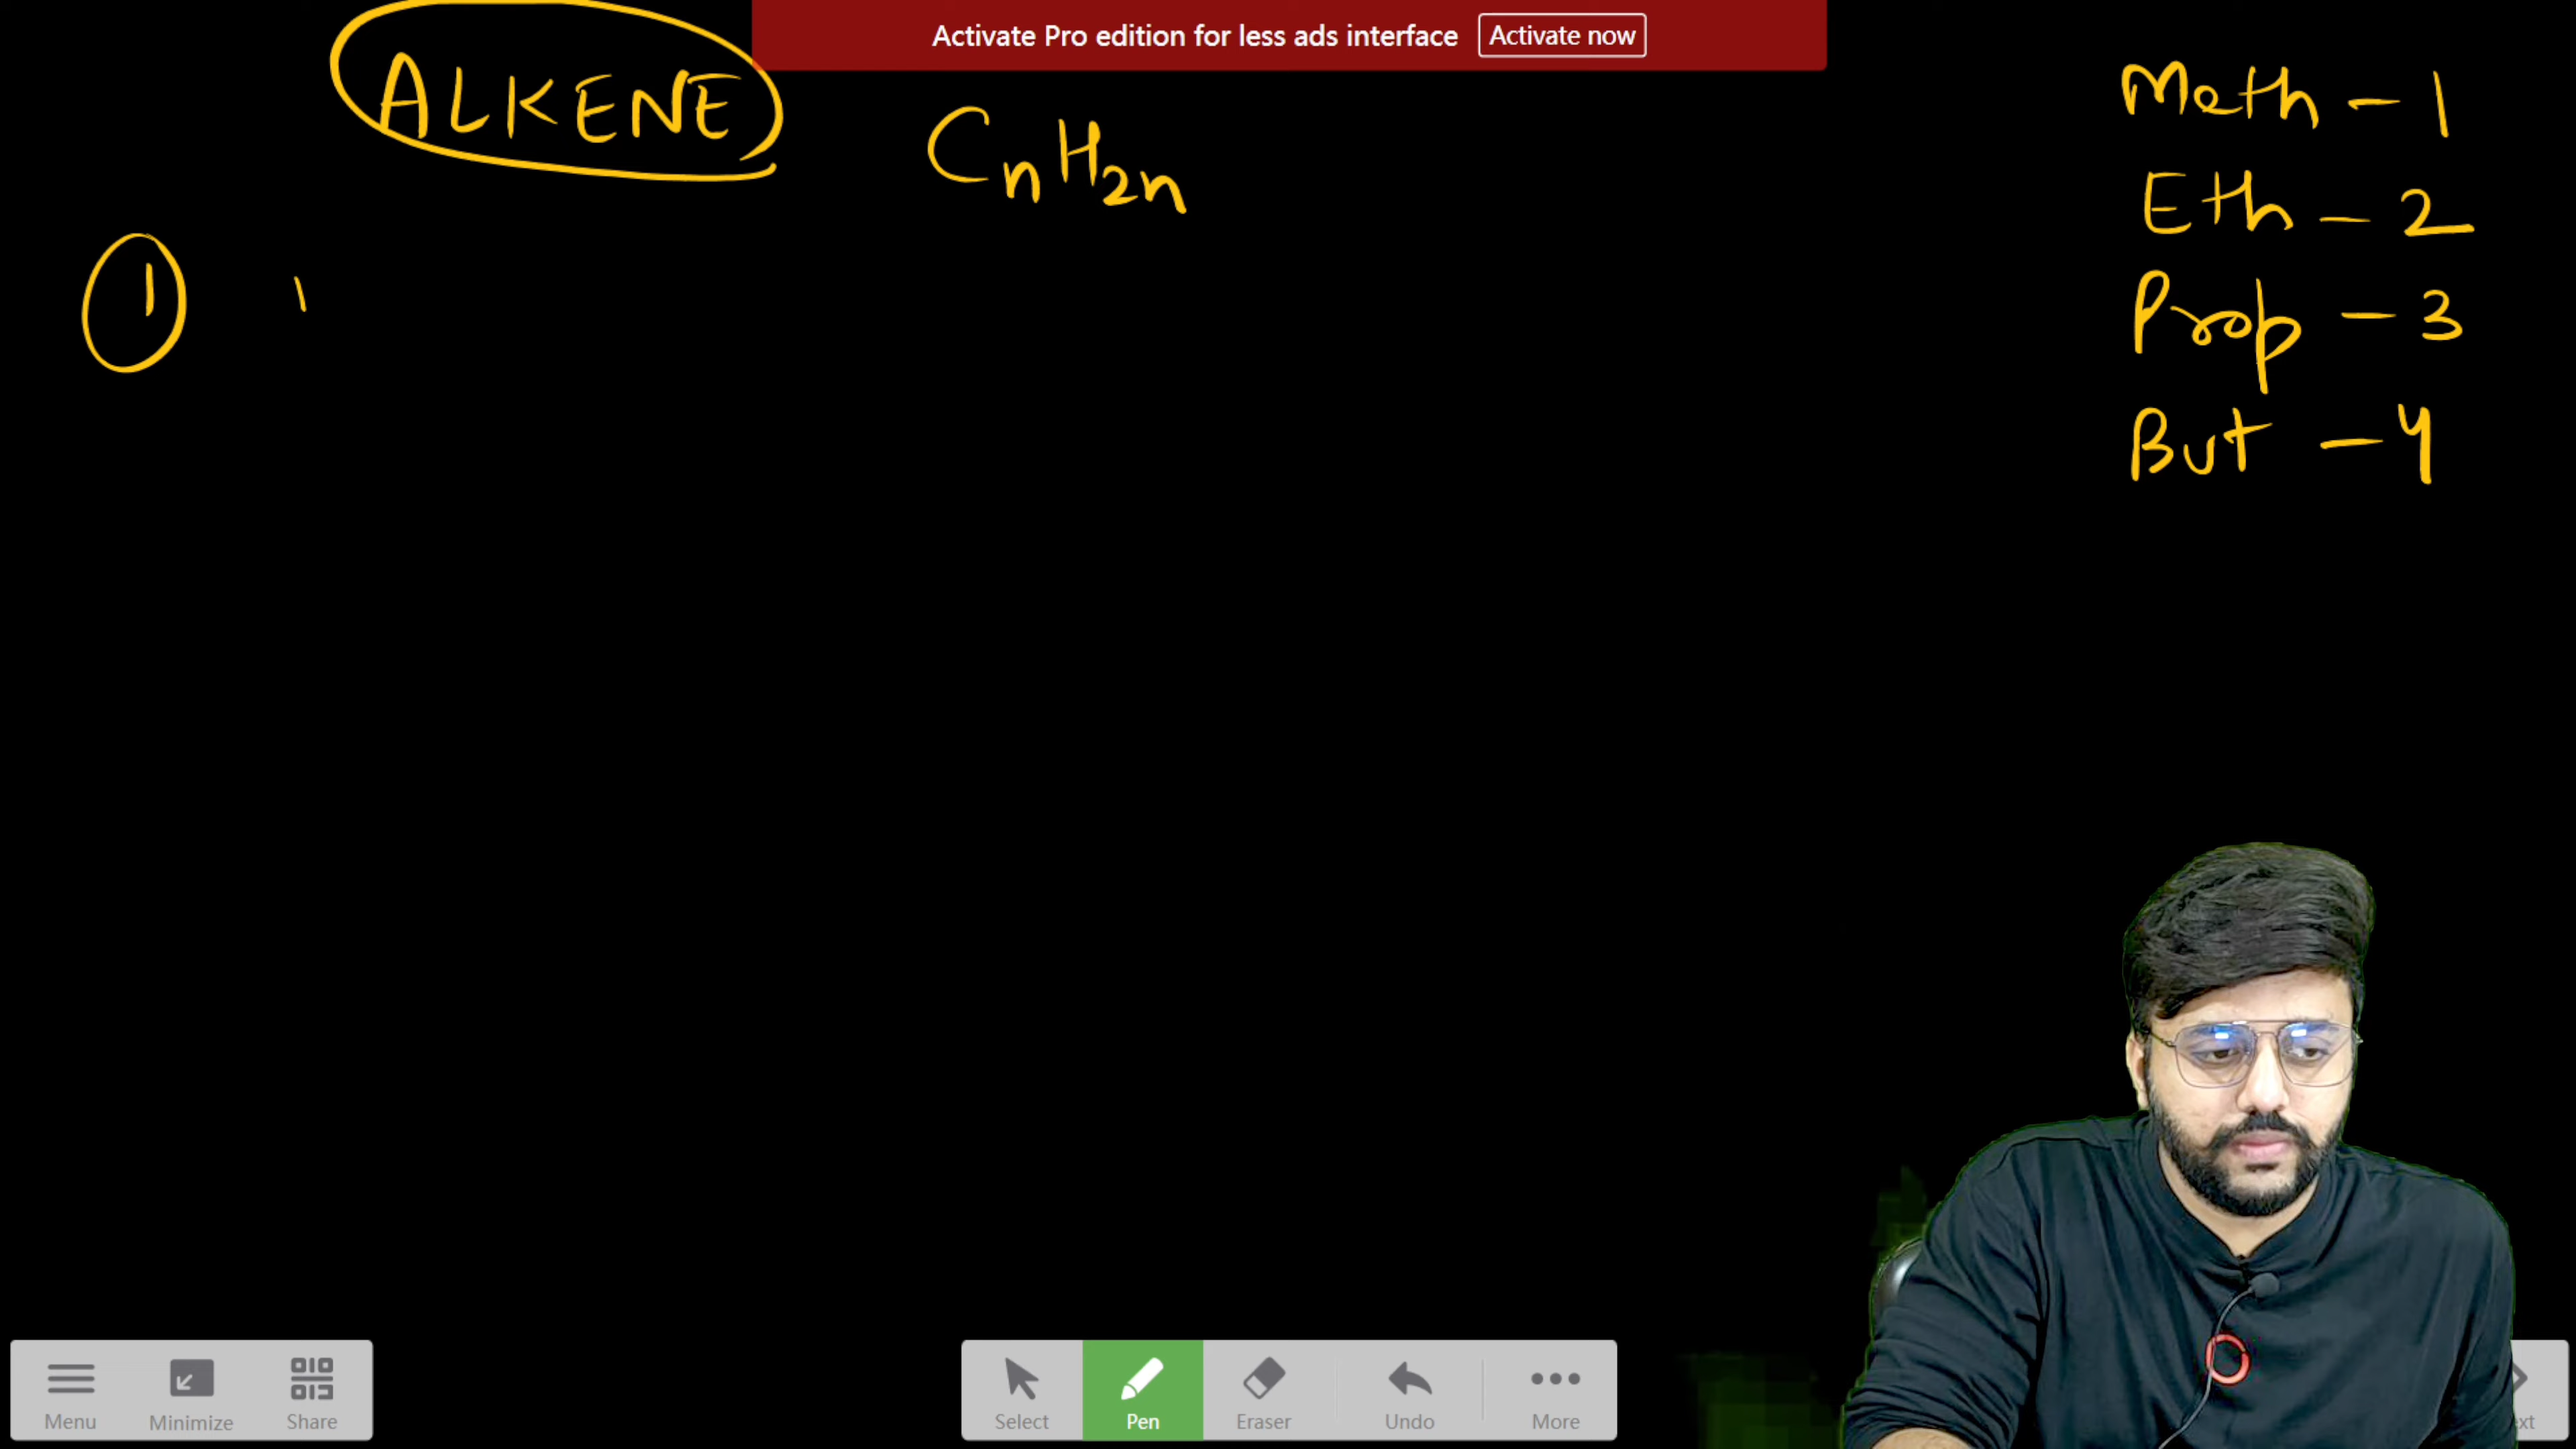 Activate Pro edition for less ads interface Activate now
ALKENE
CnH2n
Meth - 1
Eth - 2
Prop - 3
But - 4
1 1
Menu Minimize Share
Select Pen Eraser Undo More